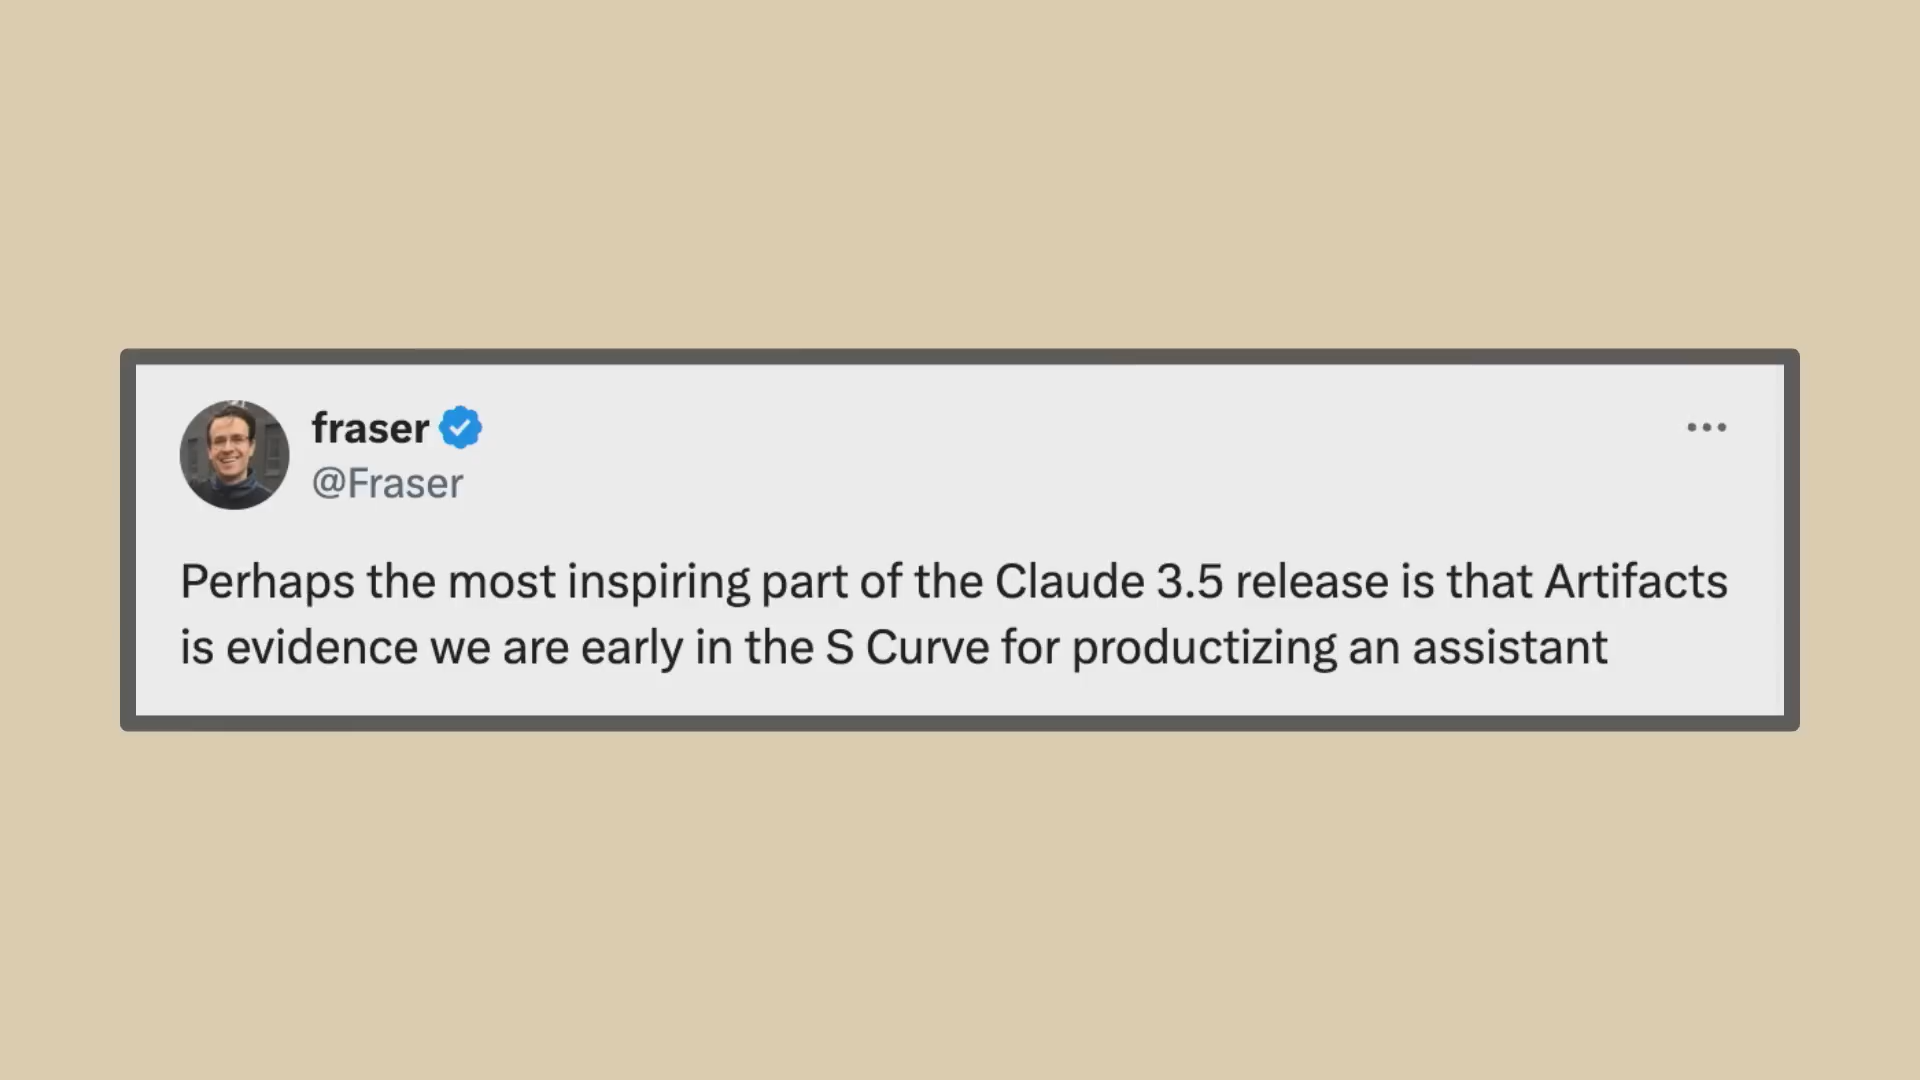 fraser
@Fraser
Perhaps the most inspiring part of the Claude 3.5 release is that Artifacts
is evidence we are early in the S Curve for productizing an assistant